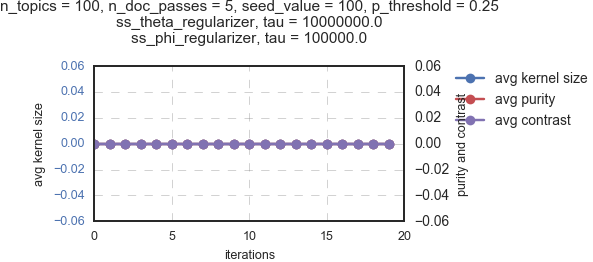 n_topics = 100, n_doc_passes = 5, seed_value = 100, p_threshold = 0.25
ss_theta_regularizer, tau = 10000000.0
ss_phi_regularizer, tau = 100000.0
0.06
0.04
0.02
0.00
−0.02
−0.04
−0.06
avg kernel size
0.06
0.04
0.02
0.00
−0.02
−0.04
−0.06
purity and contrast
avg kernel size
avg purity
avg contrast
0 5 10 15 20
iterations